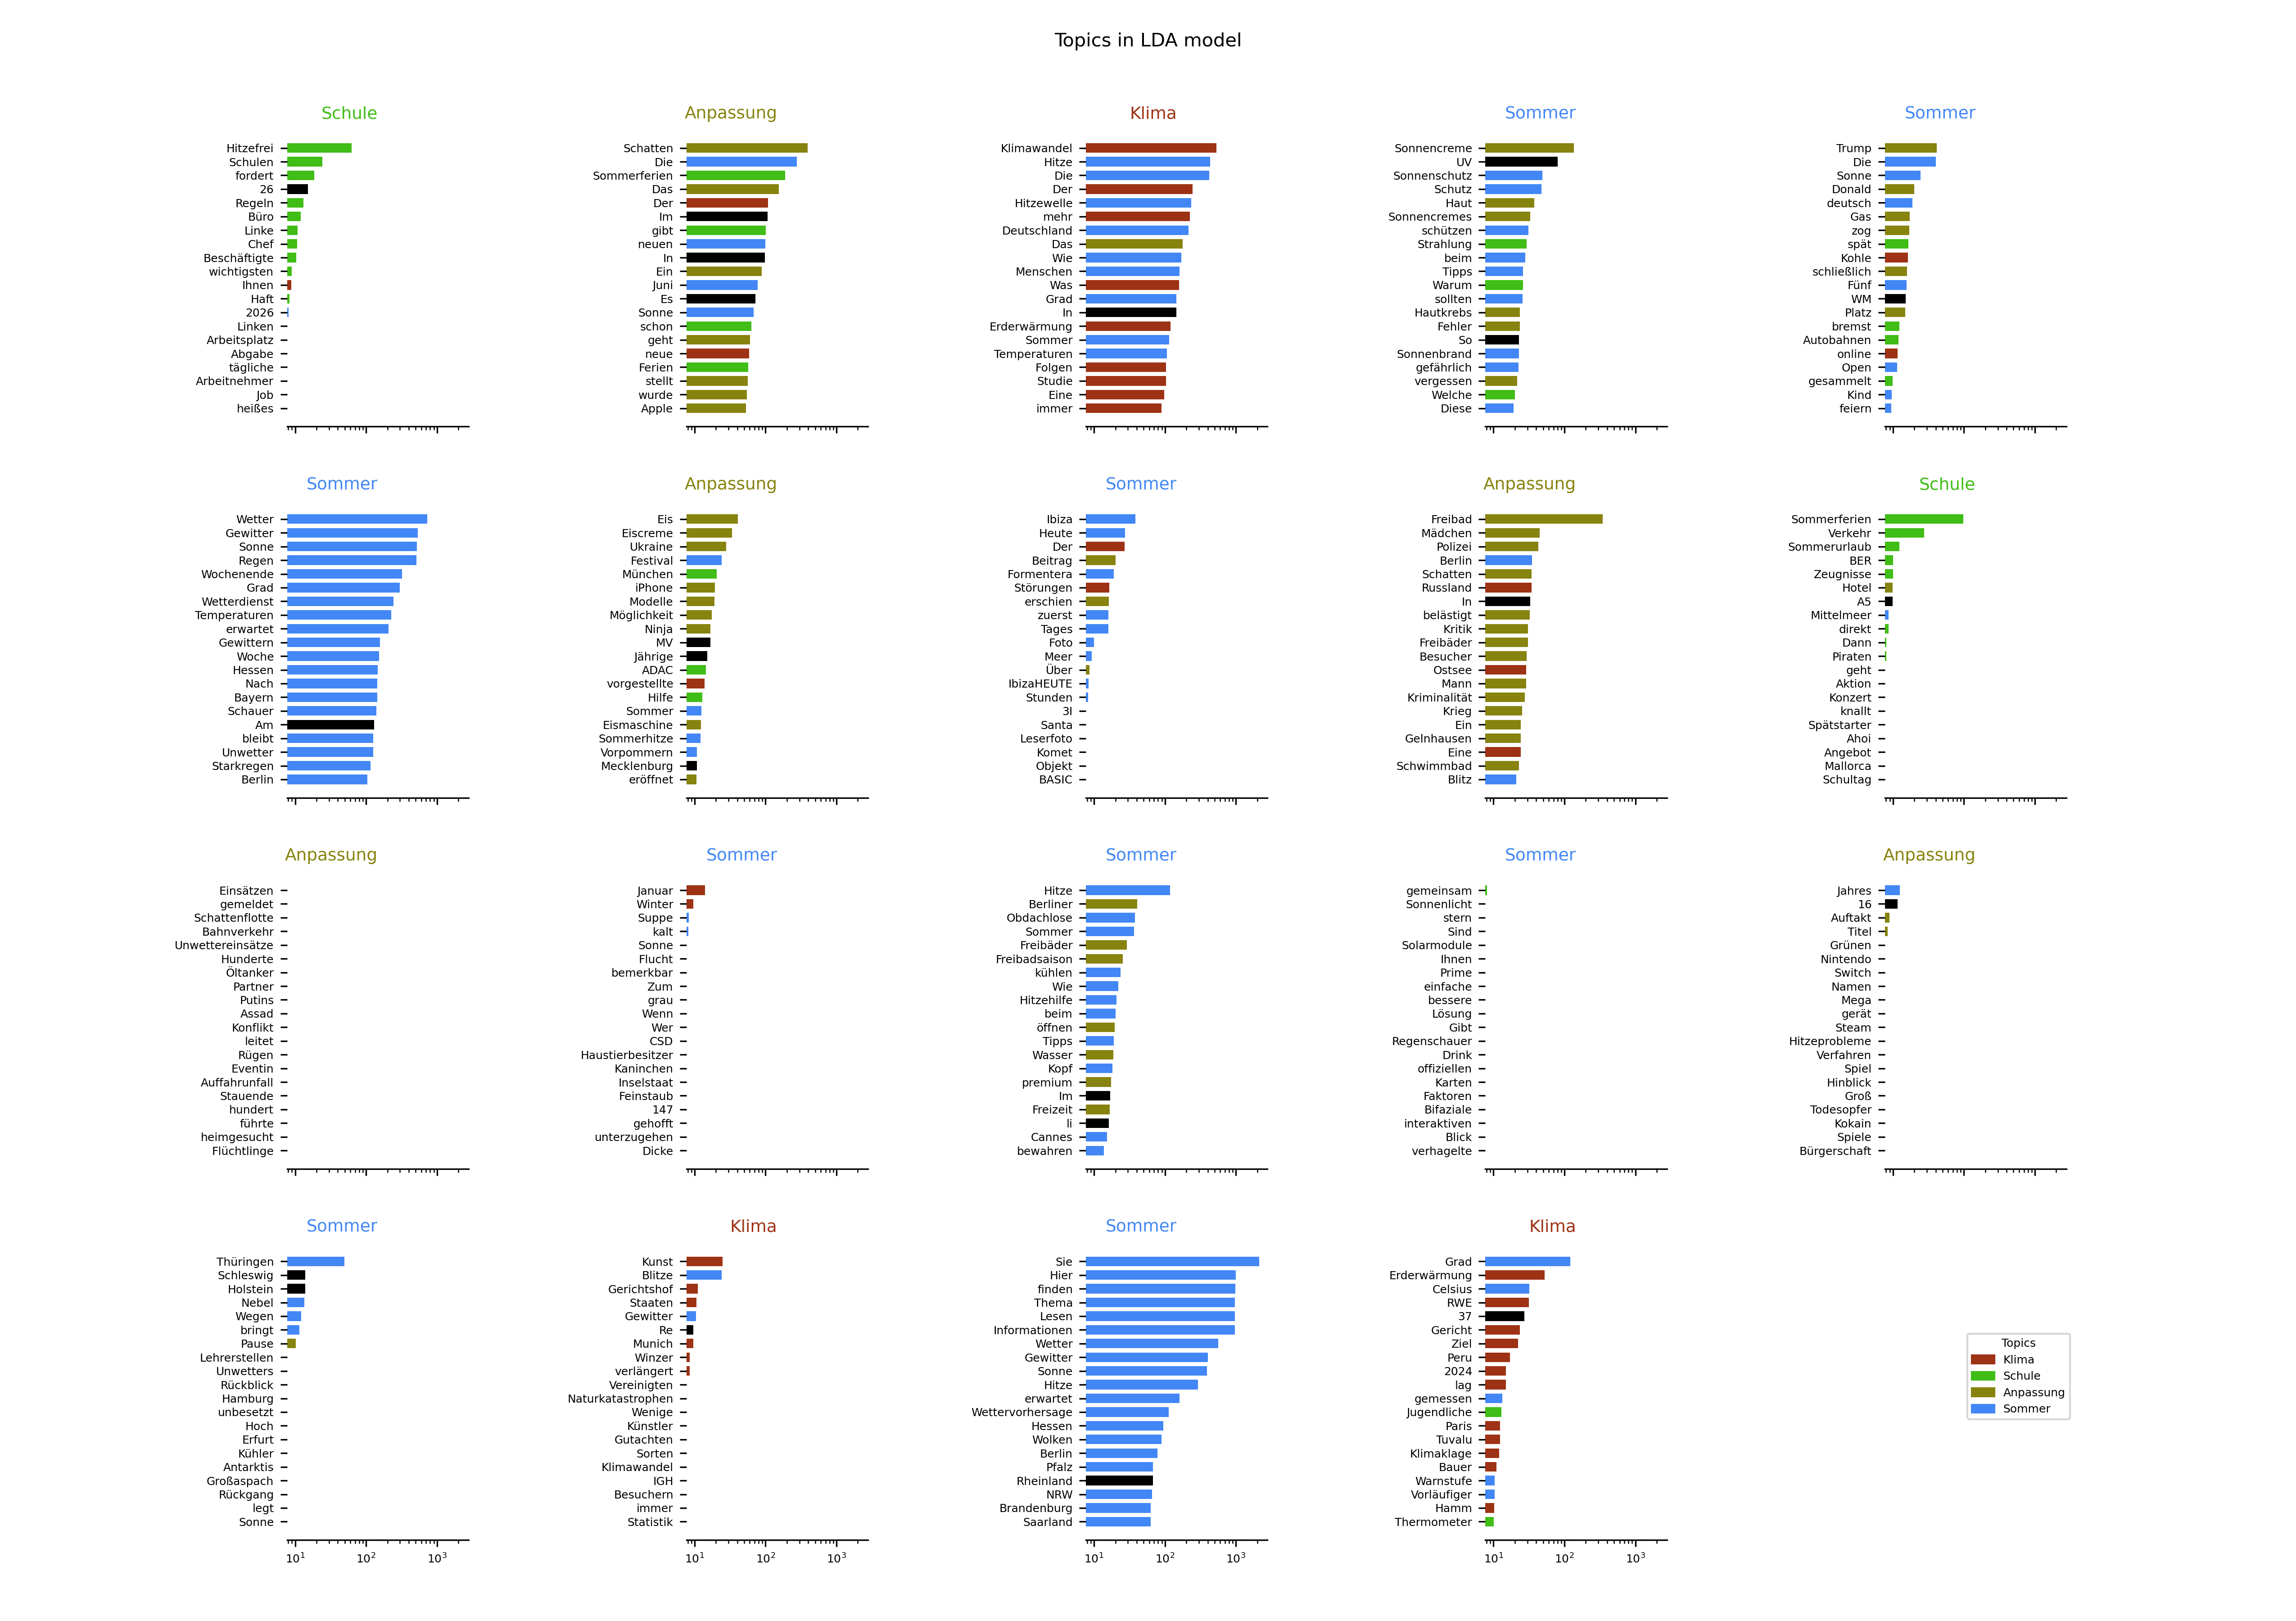 Topics in LDA model
Schule
Hitzefrei
Schulen
fordert
26
Regeln
Büro
Linke
Chef
Beschäftigte
wichtigsten
Ihnen
Haft
2026
Linken
Arbeitsplatz
Abgabe
tägliche
Arbeitnehmer
Job
heißes
Anpassung
Schatten
Die
Sommerferien
Das
Der
Im
gibt
neuen
In
Ein
Juni
Es
Sonne
schon
geht
neue
Ferien
stellt
wurde
Apple
Klima
Klimawandel
Hitze
Die
Der
Hitzewelle
mehr
Deutschland
Das
Wie
Menschen
Was
Grad
In
Erderwärmung
Sommer
Temperaturen
Folgen
Studie
Eine
immer
Sommer
Sonnencreme
UV
Sonnenschutz
Schutz
Haut
Sonnencremes
schützen
Strahlung
beim
Tipps
Warum
sollten
Hautkrebs
Fehler
So
Sonnenbrand
gefährlich
vergessen
Welche
Diese
Sommer
Trump
Die
Sonne
Donald
deutsch
Gas
zog
spät
Kohle
schließlich
Fünf
WM
Platz
bremst
Autobahnen
online
Open
gesammelt
Kind
feiern
Sommer
Wetter
Gewitter
Sonne
Regen
Wochenende
Grad
Wetterdienst
Temperaturen
erwartet
Gewittern
Woche
Hessen
Nach
Bayern
Schauer
Am
bleibt
Unwetter
Starkregen
Berlin
Anpassung
Eis
Eiscreme
Ukraine
Festival
München
iPhone
Modelle
Möglichkeit
Ninja
MV
Jährige
ADAC
vorgestellte
Hilfe
Sommer
Eismaschine
Sommerhitze
Vorpommern
Mecklenburg
eröffnet
Sommer
Ibiza
Heute
Der
Beitrag
Formentera
Störungen
erschien
zuerst
Tages
Foto
Meer
Über
IbizaHEUTE
Stunden
3I
Santa
Leserfoto
Komet
Objekt
BASIC
Anpassung
Freibad
Mädchen
Polizei
Berlin
Schatten
Russland
In
belästigt
Kritik
Freibäder
Besucher
Ostsee
Mann
Kriminalität
Krieg
Ein
Gelnhausen
Eine
Schwimmbad
Blitz
Schule
Sommerferien
Verkehr
Sommerurlaub
BER
Zeugnisse
Hotel
A5
Mittelmeer
direkt
Dann
Piraten
geht
Aktion
Konzert
knallt
Spätstarter
Ahoi
Angebot
Mallorca
Schultag
Anpassung
Einsätzen
gemeldet
Schattenflotte
Bahnverkehr
Unwettereinsätze
Hunderte
Öltanker
Partner
Putins
Assad
Konflikt
leitet
Rügen
Eventin
Auffahrunfall
Stauende
hundert
führte
heimgesucht
Flüchtlinge
Sommer
Januar
Winter
Suppe
kalt
Sonne
Flucht
bemerkbar
Zum
grau
Wenn
Wer
CSD
Haustierbesitzer
Kaninchen
Inselstaat
Feinstaub
147
gehofft
unterzugehen
Dicke
Sommer
Hitze
Berliner
Obdachlose
Sommer
Freibäder
Freibadsaison
kühlen
Wie
Hitzehilfe
beim
öffnen
Tipps
Wasser
Kopf
premium
Im
Freizeit
li
Cannes
bewahren
Sommer
gemeinsam
Sonnenlicht
stern
Sind
Solarmodule
Ihnen
Prime
einfache
bessere
Lösung
Gibt
Regenschauer
Drink
offiziellen
Karten
Faktoren
Bifaziale
interaktiven
Blick
verhagelte
Anpassung
Jahres
16
Auftakt
Titel
Grünen
Nintendo
Switch
Namen
Mega
gerät
Steam
Hitzeprobleme
Verfahren
Spiel
Hinblick
Groß
Todesopfer
Kokain
Spiele
Bürgerschaft
Sommer
Thüringen
Schleswig
Holstein
Nebel
Wegen
bringt
Pause
Lehrerstellen
Unwetters
Rückblick
Hamburg
unbesetzt
Hoch
Erfurt
Kühler
Antarktis
Großaspach
Rückgang
legt
Sonne
10¹ 10² 10³
Klima
Kunst
Blitze
Gerichtshof
Staaten
Gewitter
Re
Munich
Winzer
verlängert
Vereinigten
Naturkatastrophen
Wenige
Künstler
Gutachten
Sorten
Klimawandel
IGH
Besuchern
immer
Statistik
10¹ 10² 10³
Sommer
Sie
Hier
finden
Thema
Lesen
Informationen
Wetter
Gewitter
Sonne
Hitze
erwartet
Wettervorhersage
Hessen
Wolken
Berlin
Pfalz
Rheinland
NRW
Brandenburg
Saarland
10¹ 10² 10³
Klima
Grad
Erderwärmung
Celsius
RWE
37
Gericht
Ziel
Peru
2024
lag
gemessen
Jugendliche
Paris
Tuvalu
Klimaklage
Bauer
Warnstufe
Vorläufiger
Hamm
Thermometer
10¹ 10² 10³
Topics
Klima
Schule
Anpassung
Sommer